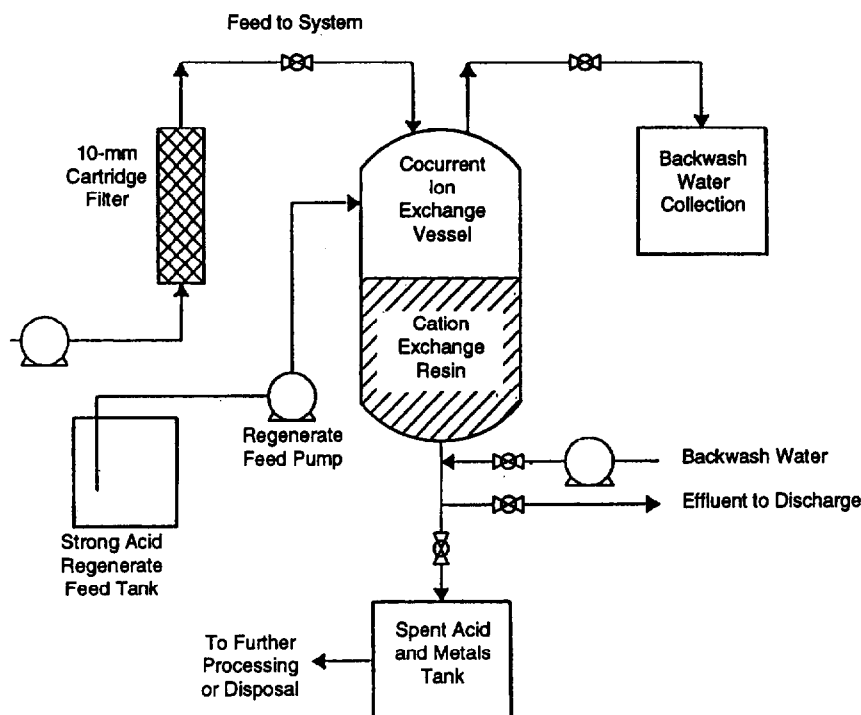 Feed to System
10-mm
Cartridge
Filter
Cocurrent
Ion
Exchange
Vessel
Backwash
Water
Collection
Cation
Exchange
Resin
Regenerate
Feed Pump
Backwash Water
Effluent to Discharge
Strong Acid
Regenerate
Feed Tank
Spent Acid
and Metals
Tank
To Further
Processing
or Disposal